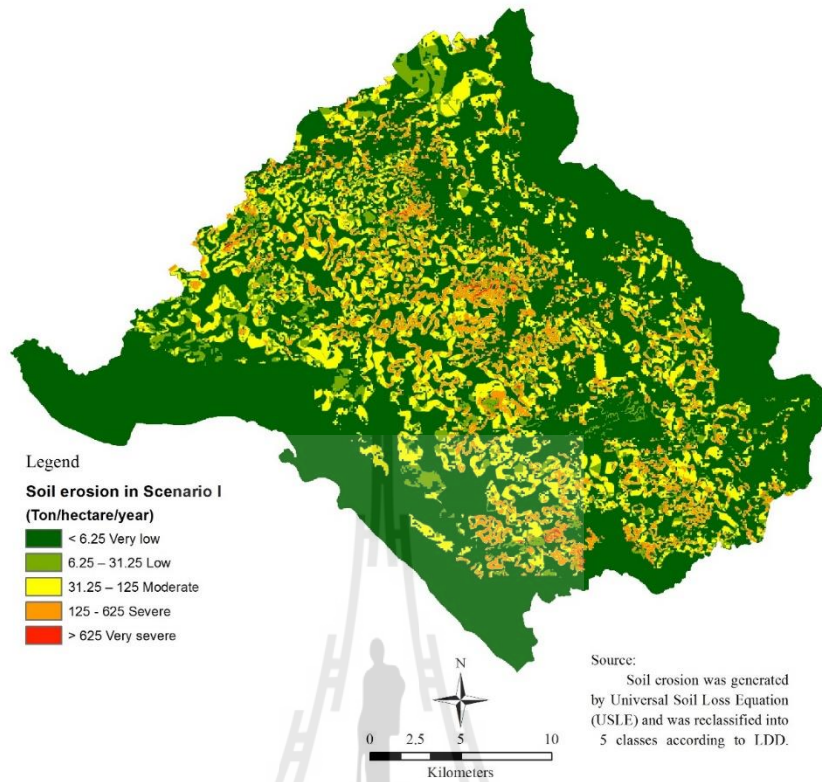 Legend
Soil erosion in Scenario I
(Ton/hectare/year)
< 6.25 Very low
6.25 – 31.25 Low
31.25 – 125 Moderate
125 - 625 Severe
> 625 Very severe
N
0 2.5 5 10
Kilometers
Source:
Soil erosion was generated
by Universal Soil Loss Equation
(USLE) and was reclassified into
5 classes according to LDD.